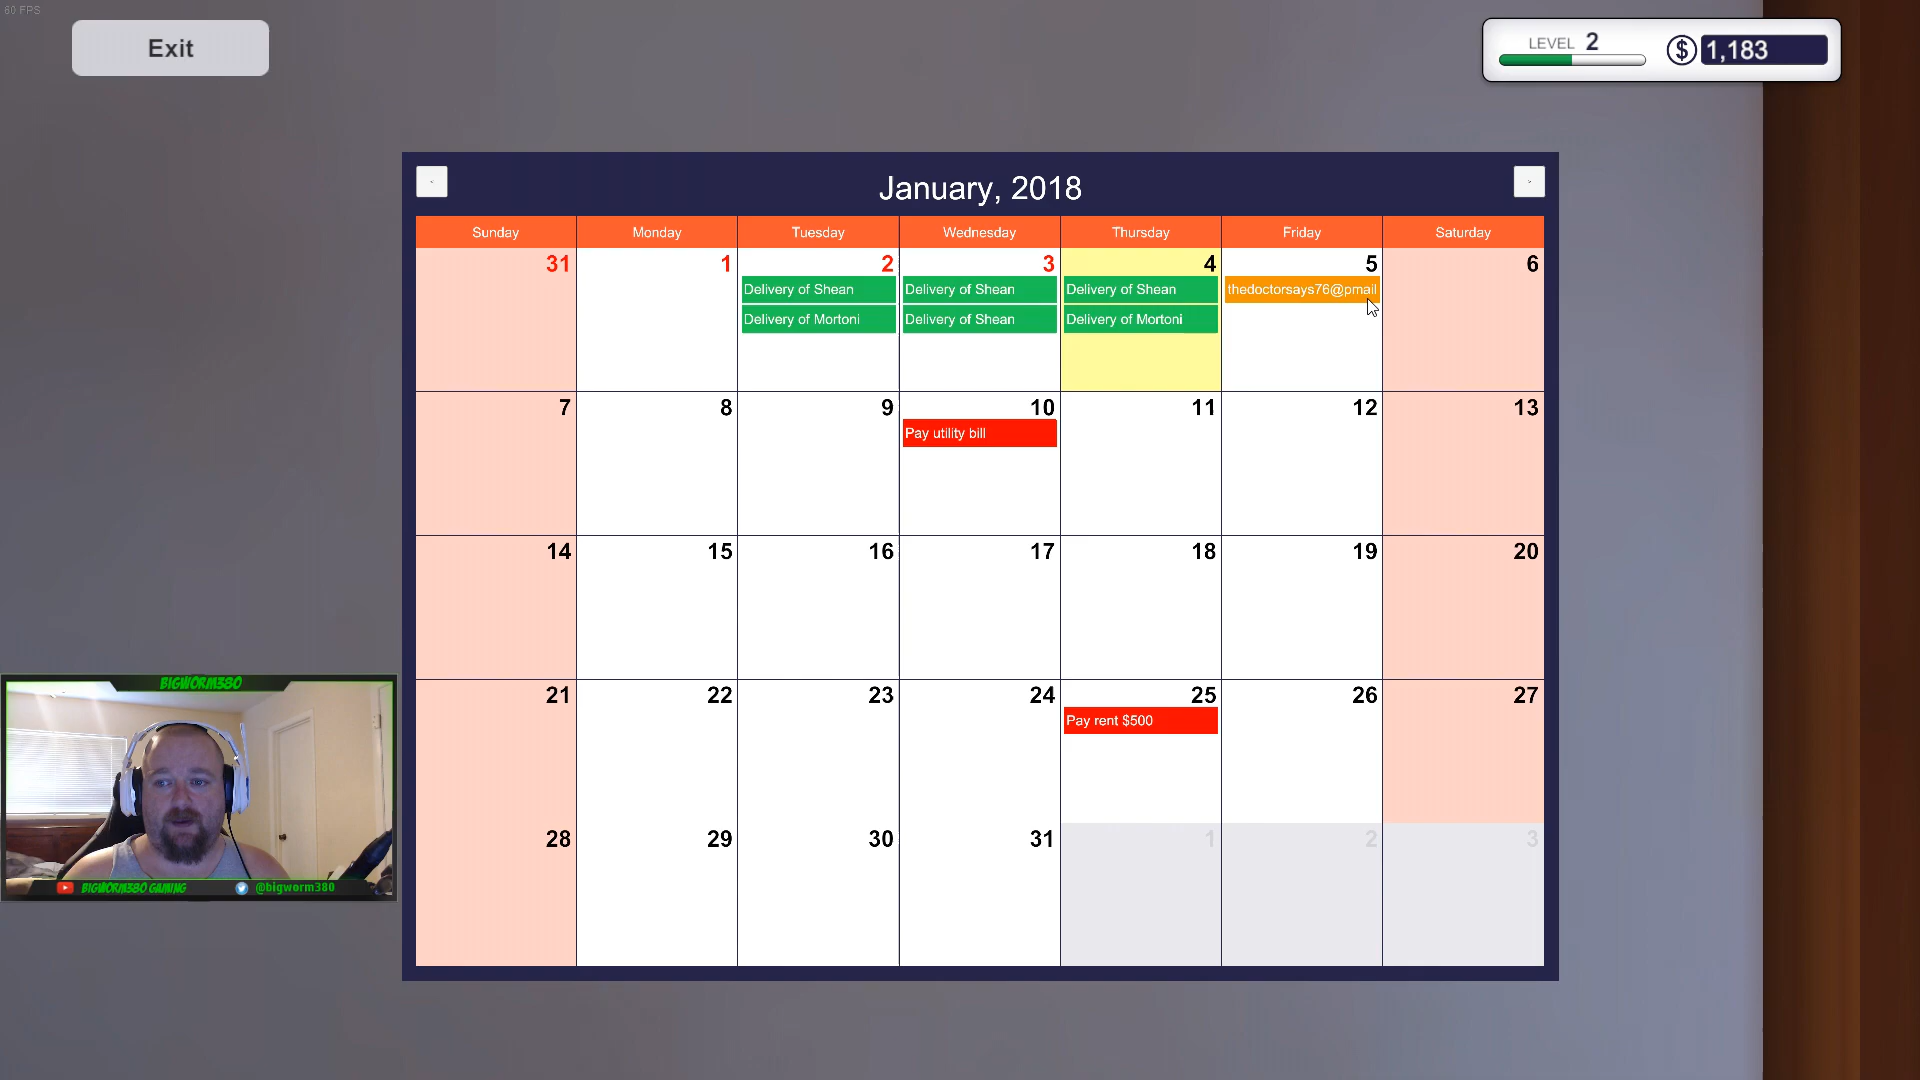 60 FPS
Exit
LEVEL 2
$ 1,183
January, 2018
Sunday Monday Tuesday Wednesday Thursday Friday Saturday
31 1 2 3 4 5 6
Delivery of Shean Delivery of Shean Delivery of Shean thedoctorsays76@pmail
Delivery of Mortoni Delivery of Shean Delivery of Mortoni
7 8 9 10 11 12 13
Pay utility bill
14 15 16 17 18 19 20
21 22 23 24 25 26 27
Pay rent $500
28 29 30 31 1 2 3
BIGWORM380
BIGWORM380 GAMING @bigworm380